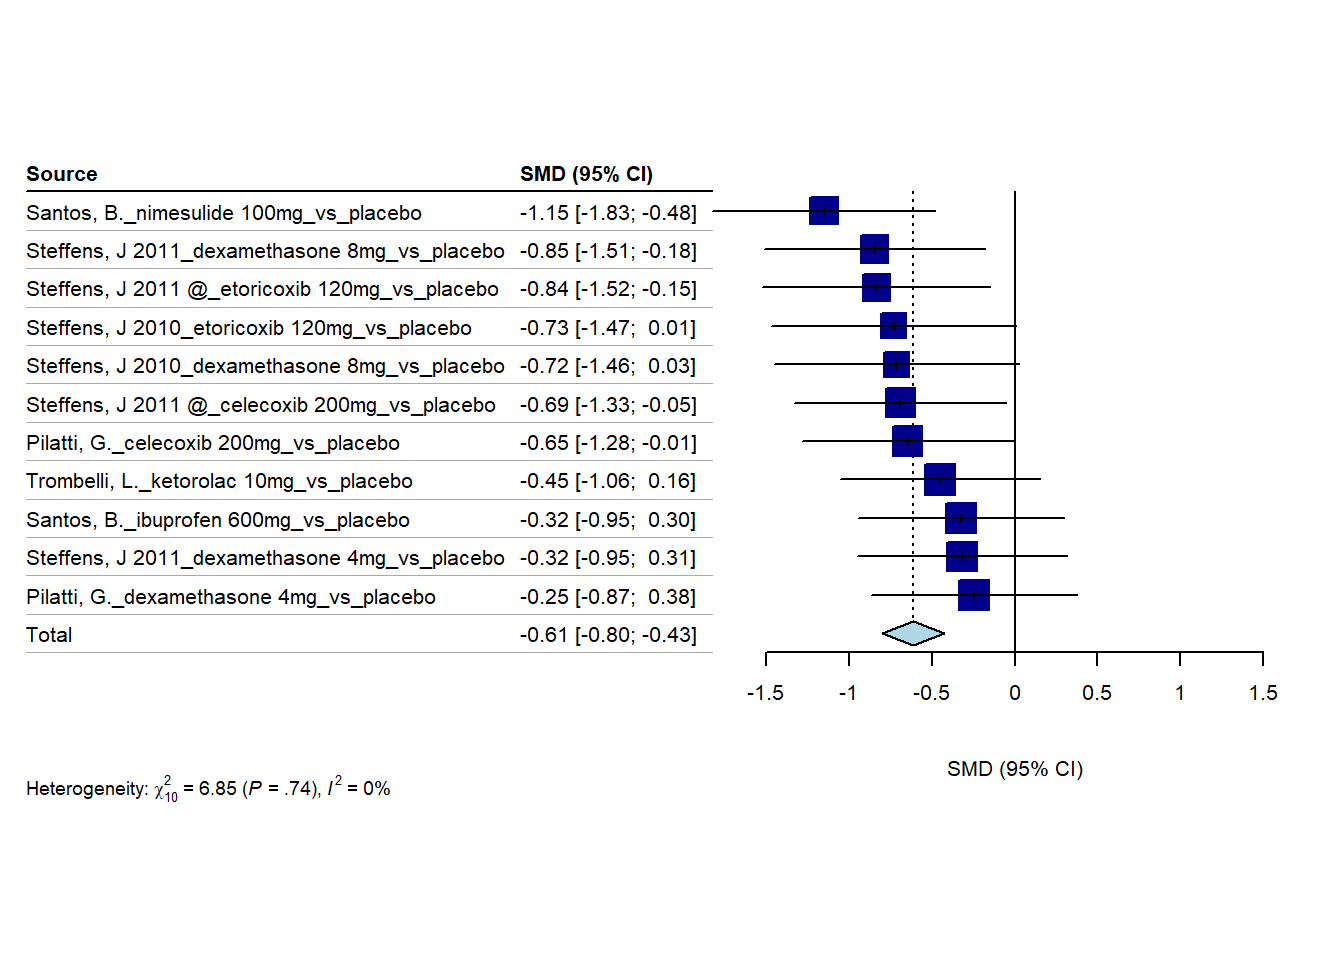 Source SMD (95% CI)
Santos, B._nimesulide 100mg_vs_placebo -1.15 [-1.83; -0.48]
Steffens, J 2011_dexamethasone 8mg_vs_placebo -0.85 [-1.51; -0.18]
Steffens, J 2011 @_etoricoxib 120mg_vs_placebo -0.84 [-1.52; -0.15]
Steffens, J 2010_etoricoxib 120mg_vs_placebo -0.73 [-1.47; 0.01]
Steffens, J 2010_dexamethasone 8mg_vs_placebo -0.72 [-1.46; 0.03]
Steffens, J 2011 @_celecoxib 200mg_vs_placebo -0.69 [-1.33; -0.05]
Pilatti, G._celecoxib 200mg_vs_placebo -0.65 [-1.28; -0.01]
Trombelli, L._ketorolac 10mg_vs_placebo -0.45 [-1.06; 0.16]
Santos, B._ibuprofen 600mg_vs_placebo -0.32 [-0.95; 0.30]
Steffens, J 2011_dexamethasone 4mg_vs_placebo -0.32 [-0.95; 0.31]
Pilatti, G._dexamethasone 4mg_vs_placebo -0.25 [-0.87; 0.38]
Total -0.61 [-0.80; -0.43]
-1.5 -1 -0.5 0 0.5 1 1.5
SMD (95% CI)
Heterogeneity: χ²₁₀ = 6.85 (P = .74), I² = 0%